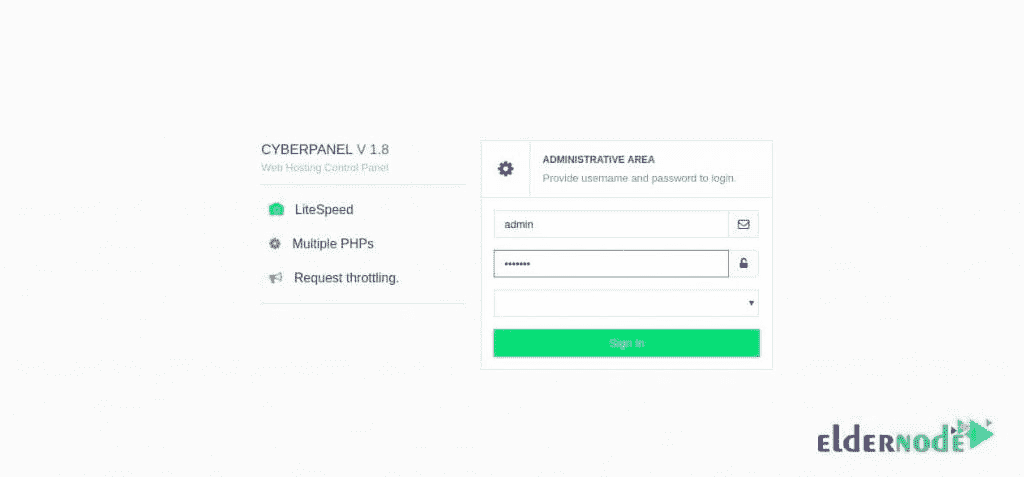 CYBERPANEL V 1.8
Web Hosting Control Panel
LiteSpeed
Multiple PHPs
Request throttling.
ADMINISTRATIVE AREA
Provide username and password to login.
admin
•••••••
Sign In
eldernode